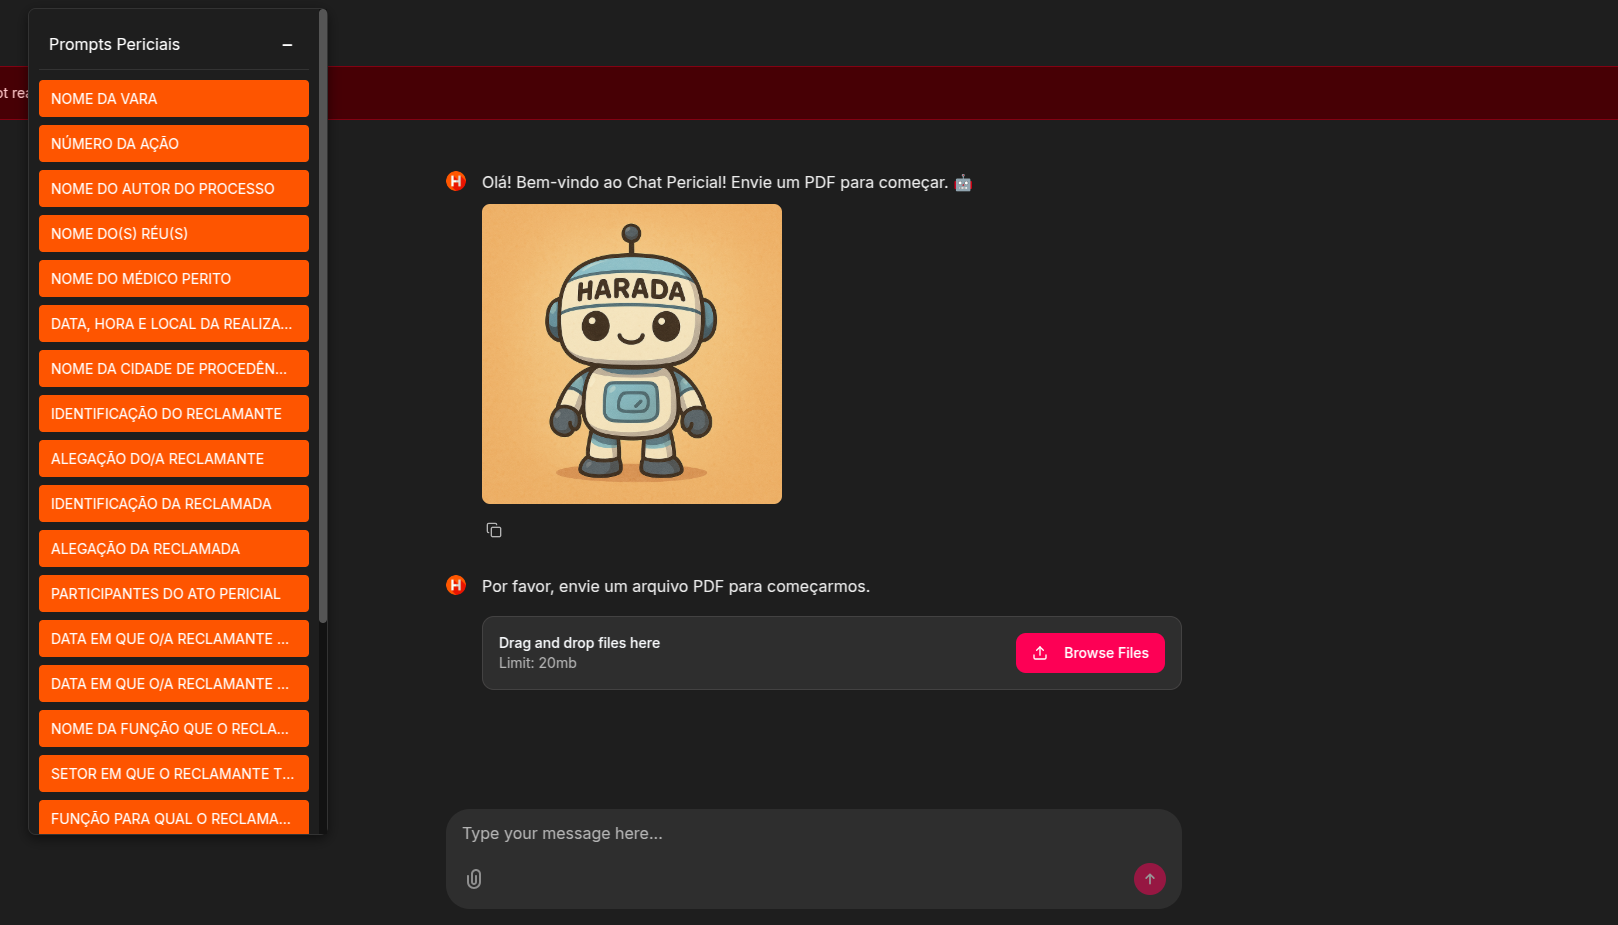 Prompts Periciais
NOME DA VARA
NÚMERO DA AÇÃO
NOME DO AUTOR DO PROCESSO
NOME DO(S) RÉU(S)
NOME DO MÉDICO PERITO
DATA, HORA E LOCAL DA REALIZA...
NOME DA CIDADE DE PROCEDÊN...
IDENTIFICAÇÃO DO RECLAMANTE
ALEGAÇÃO DO/A RECLAMANTE
IDENTIFICAÇÃO DA RECLAMADA
ALEGAÇÃO DA RECLAMADA
PARTICIPANTES DO ATO PERICIAL
DATA EM QUE O/A RECLAMANTE ...
DATA EM QUE O/A RECLAMANTE ...
NOME DA FUNÇÃO QUE O RECLA...
SETOR EM QUE O RECLAMANTE T...
FUNÇÃO PARA QUAL O RECLAMA...
H
Olá! Bem-vindo ao Chat Pericial! Envie um PDF para começar. 🤖
HARADA
H
Por favor, envie um arquivo PDF para começarmos.
Drag and drop files here
Limit: 20mb
Browse Files
Type your message here...